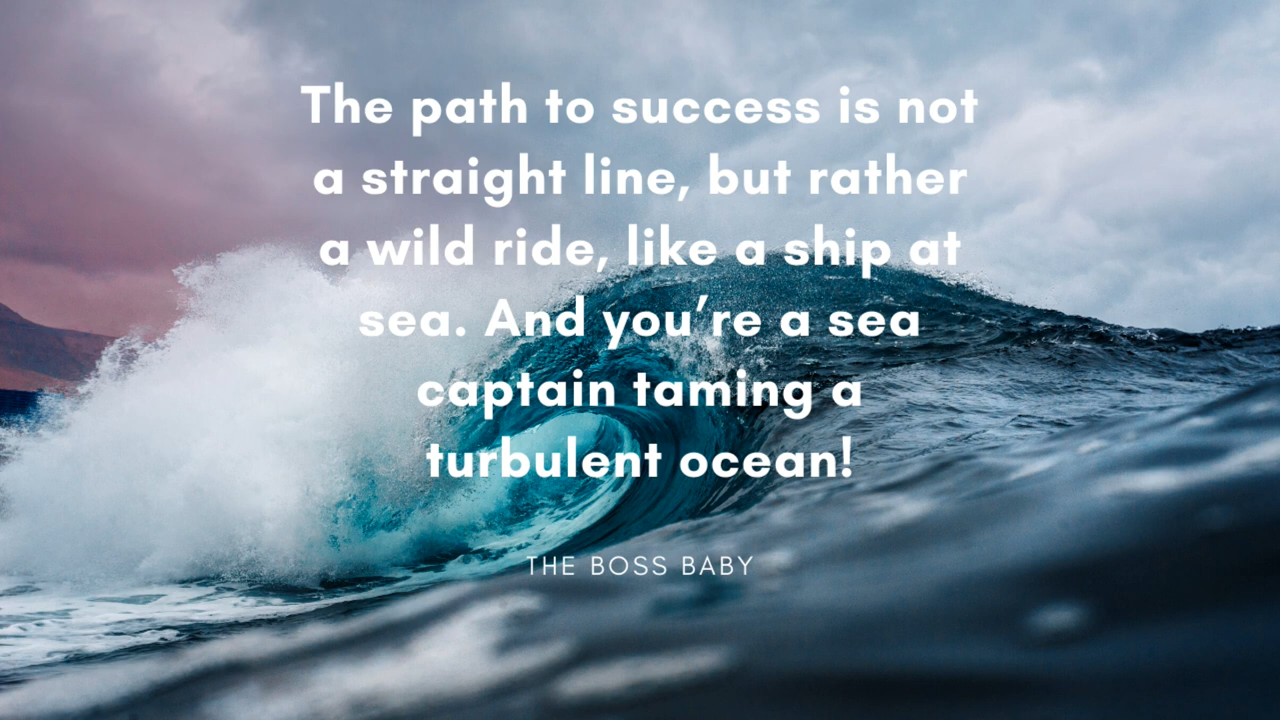 The path to success is not
a straight line, but rather
a wild ride, like a ship at
sea. And you’re a sea
captain taming a
turbulent ocean!
THE BOSS BABY